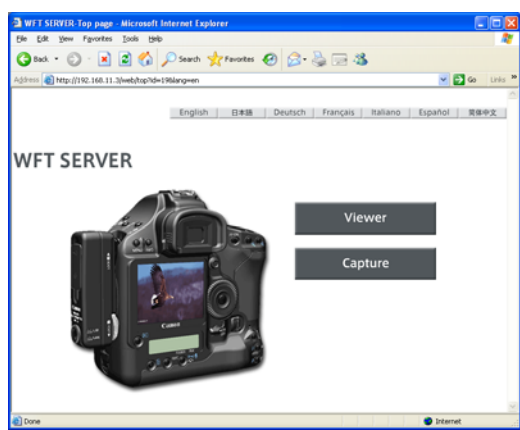 WFT SERVER-Top page - Microsoft Internet Explorer
File Edit View Favorites Tools Help
Back Search Favorites
Address http://192.168.11.3/web/top?id=196lang=en Go Links »
English 日本語 Deutsch Français Italiano Español 简体中文
WFT SERVER
Viewer
Capture
Canon
Done Internet